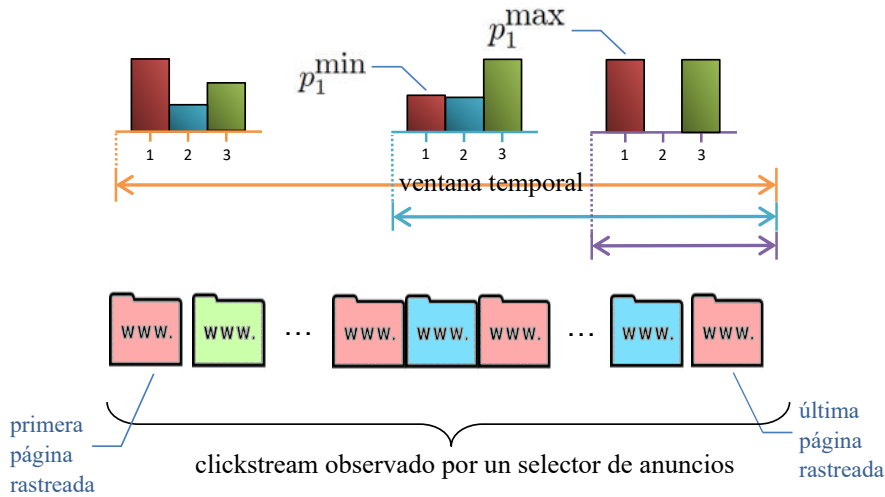 p₁^max
p₁^min
1 2 3
1 2 3
1 2 3
ventana temporal
www. www. ... www. www. www. ... www. www.
primera
página
rastreada
última
página
rastreada
clickstream observado por un selector de anuncios